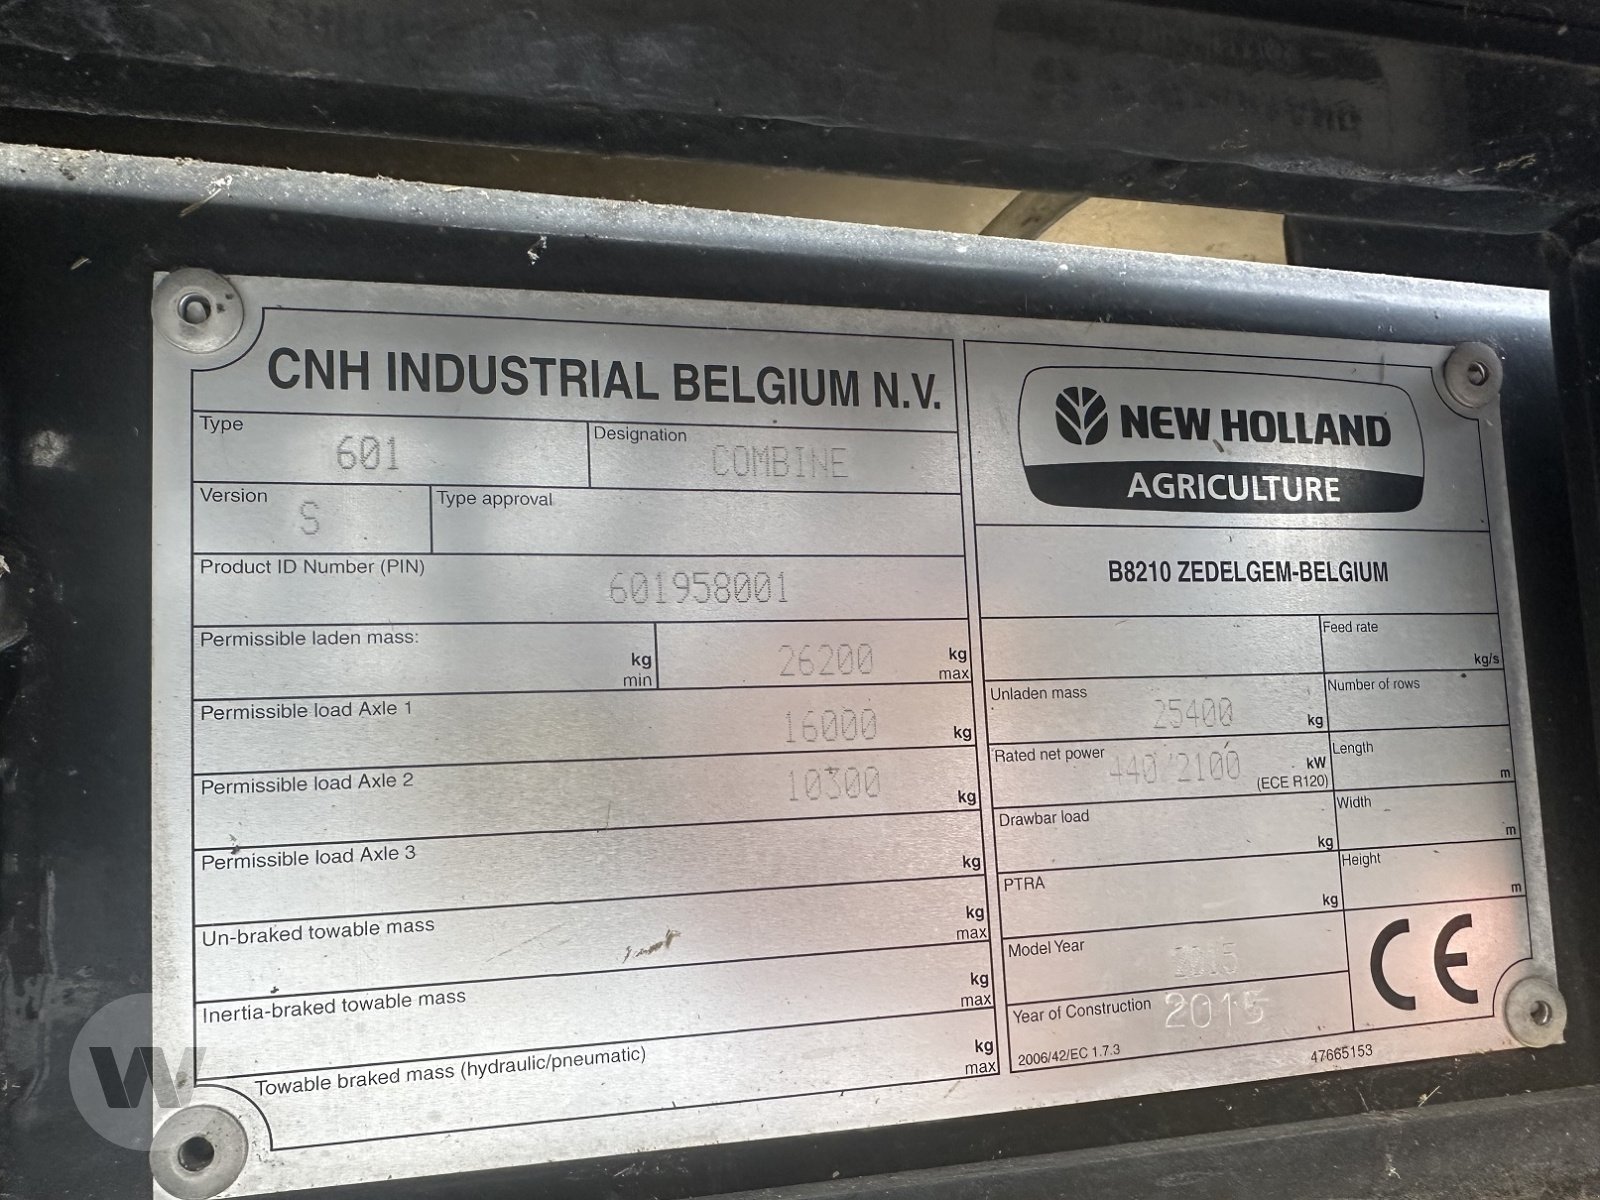 CNH INDUSTRIAL BELGIUM N.V.
Type 601 Designation COMBINE
Version S Type approval
Product ID Number (PIN) 601958001
Permissible laden mass: kg min 26200 kg max
Permissible load Axle 1 16000 kg
Permissible load Axle 2 10300 kg
Permissible load Axle 3 kg
Un-braked towable mass kg max
Inertia-braked towable mass kg max
Towable braked mass (hydraulic/pneumatic) kg max
NEW HOLLAND
AGRICULTURE
B8210 ZEDELGEM-BELGIUM
Feed rate kg/s
Unladen mass 25400 kg Number of rows
Rated net power 440/2100 kW (ECE R120) Length m
Drawbar load kg Width m
PTRA kg Height m
Model Year 2015
Year of Construction 2015
CE
2006/42/EC 1.7.3 47665153
W